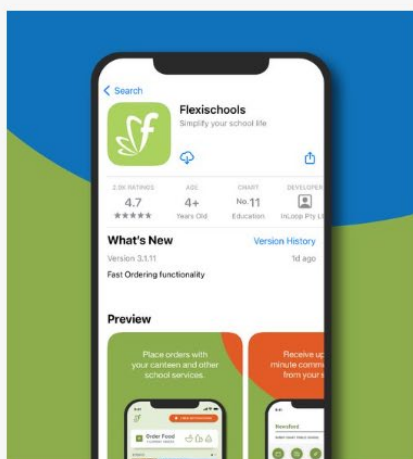 Search
Flexischools
Simplify your school life
2.9K RATINGS
AGE
CHART
DEVELOPER
4.7
4+
No.11
★★★★★
Years Old
Education
InLoop Pty Lt
What's New
Version History
Version 3.1.11
1d ago
Fast Ordering functionality
Preview
Place orders with
your canteen and other
school services.
Receive up
minute comm
from your s
Order Food
Newsfeed